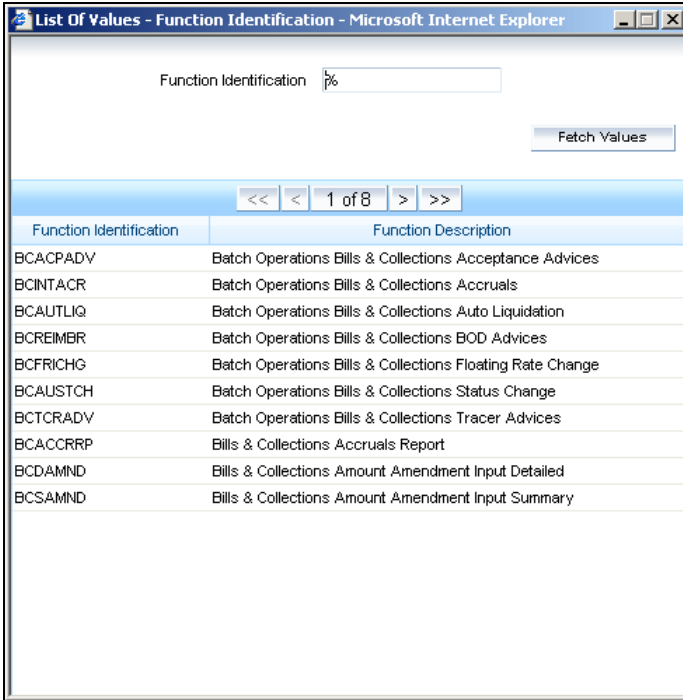 List Of Values - Function Identification - Microsoft Internet Explorer
Function Identification %
Fetch Values
<< < 1 of 8 > >>
Function Identification Function Description
BCACPADV Batch Operations Bills & Collections Acceptance Advices
BCINTACR Batch Operations Bills & Collections Accruals
BCAUTLIQ Batch Operations Bills & Collections Auto Liquidation
BCREIMBR Batch Operations Bills & Collections BOD Advices
BCFRICHG Batch Operations Bills & Collections Floating Rate Change
BCAUSTCH Batch Operations Bills & Collections Status Change
BCTCRADV Batch Operations Bills & Collections Tracer Advices
BCACCRRP Bills & Collections Accruals Report
BCDAMND Bills & Collections Amount Amendment Input Detailed
BCSAMND Bills & Collections Amount Amendment Input Summary